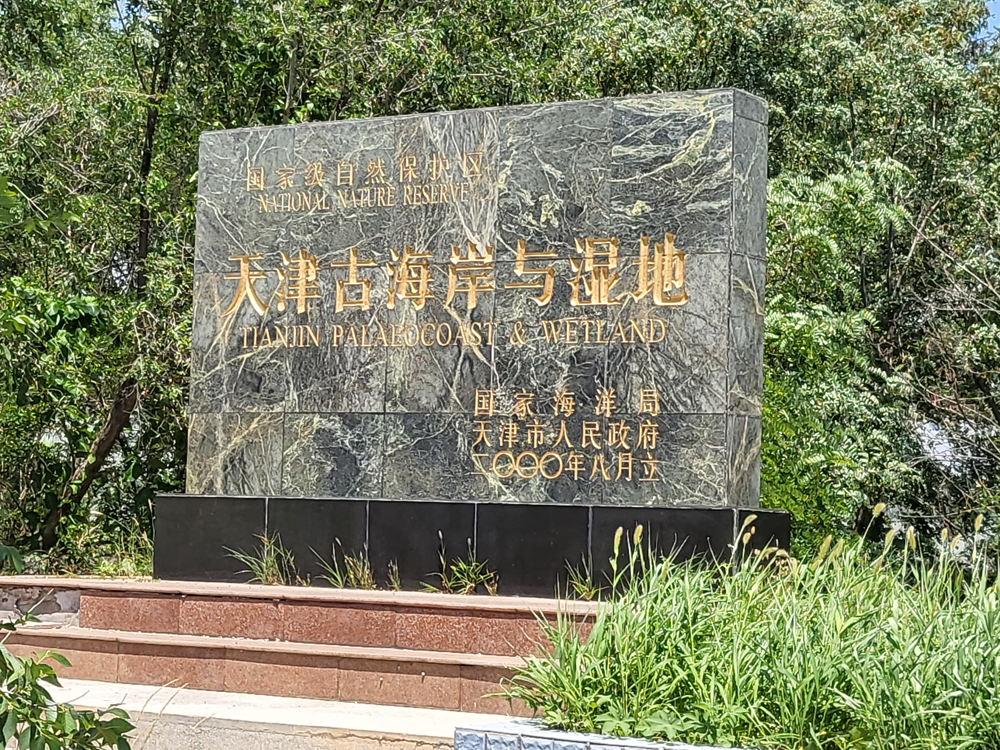 国家级自然保护区
NATIONAL NATURE RESERVE
天津古海岸与湿地
TIANJIN PALAEOCOAST & WETLAND
国家海洋局
天津市人民政府
二〇〇〇年八月立